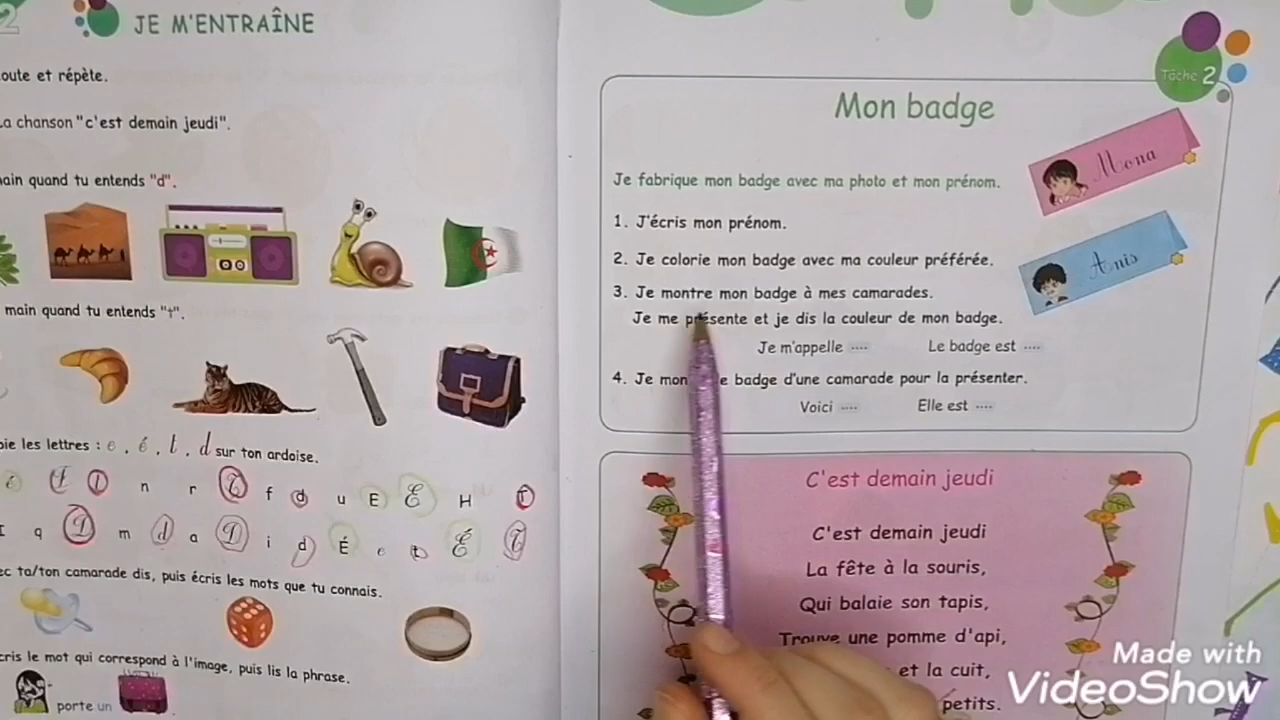 2
JE M'ENTRAÎNE
oute et répète.
La chanson "c'est demain jeudi".
main quand tu entends "d".
main quand tu entends "t".
pie les lettres : e , é , t , d sur ton ardoise.
é t T n r T f d u E E H T
I q D m d a D i d É e t É T
ec ta/ton camarade dis, puis écris les mots que tu connais.
cris le mot qui correspond à l'image, puis lis la phrase.
porte un .
Tâche 2
Mon badge
Mona
Anis
Je fabrique mon badge avec ma photo et mon prénom.
1. J'écris mon prénom.
2. Je colorie mon badge avec ma couleur préférée.
3. Je montre mon badge à mes camarades.
Je me présente et je dis la couleur de mon badge.
Je m'appelle .... Le badge est ....
4. Je mon e badge d'une camarade pour la présenter.
Voici .... Elle est ....
C'est demain jeudi
C'est demain jeudi
La fête à la souris,
Qui balaie son tapis,
Trouve une pomme d'api,
et la cuit,
petits.
Made with
VideoShow